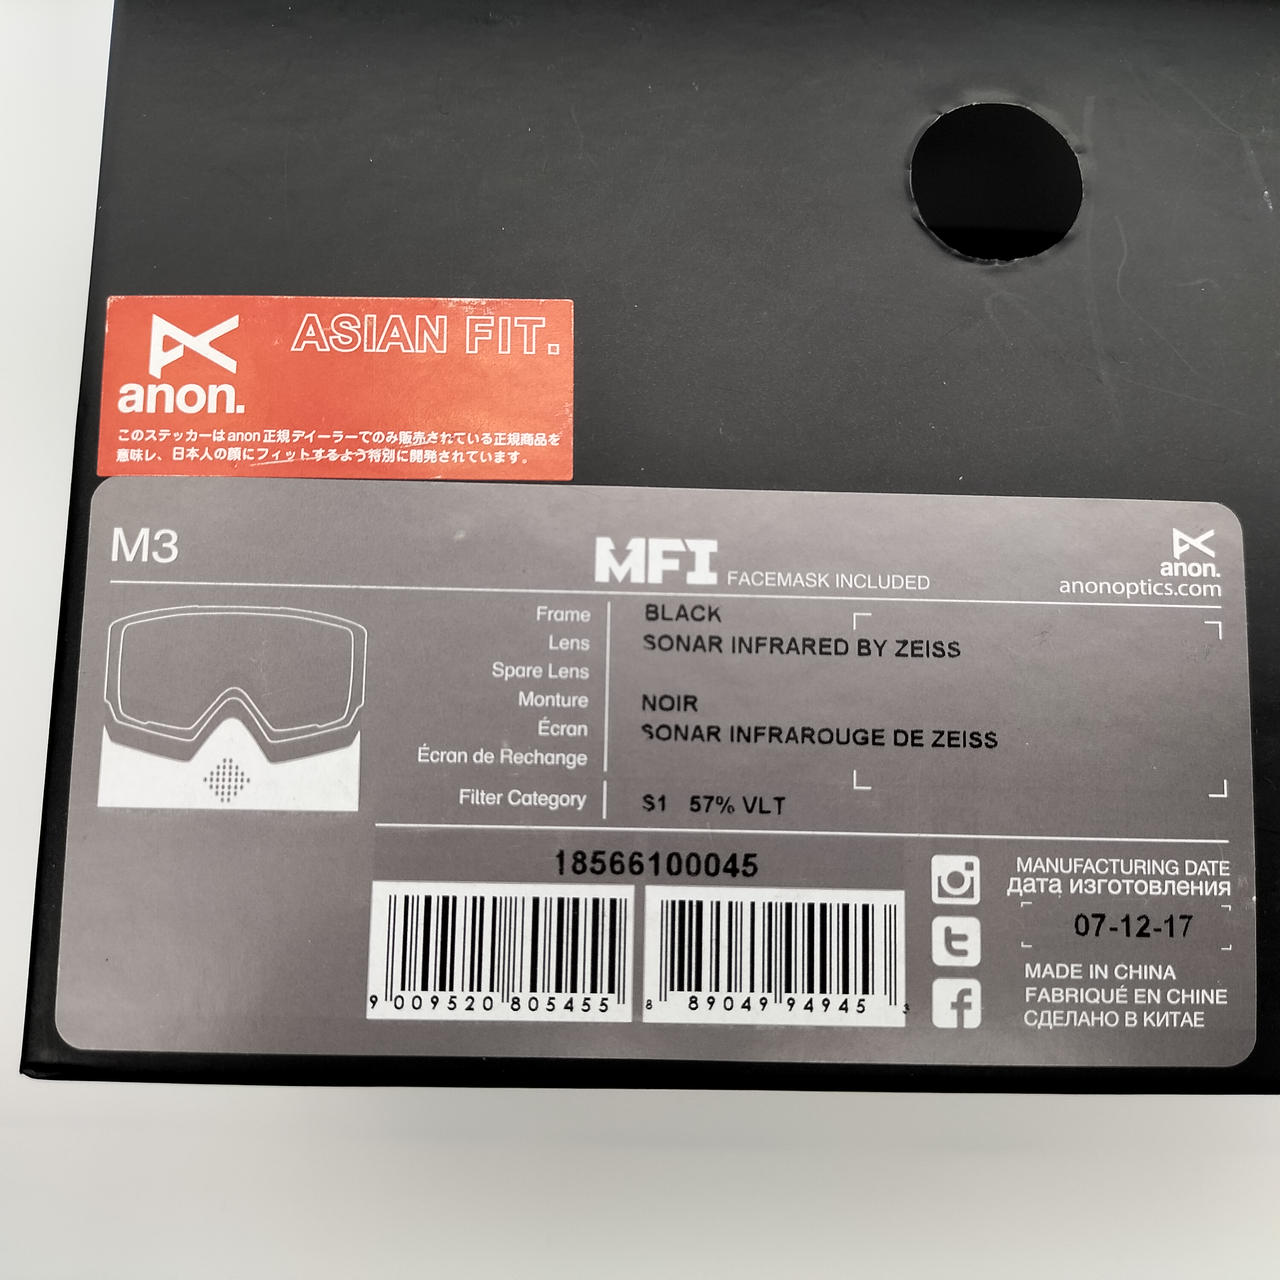 ASIAN FIT.
anon.
このステッカーはanon正規デイーラーでのみ販売されている正規商品を
意味し、日本人の顔にフィットするよう特別に開発されています。
M3
MFI FACEMASK INCLUDED
anon.
anonoptics.com
Frame BLACK
Lens SONAR INFRARED BY ZEISS
Spare Lens
Monture NOIR
Écran SONAR INFRAROUGE DE ZEISS
Écran de Rechange
Filter Category S1 57% VLT
18566100045
9 009520 805455
8 89049 94945 3
MANUFACTURING DATE
ДАТА ИЗГОТОВЛЕНИЯ
07-12-17
MADE IN CHINA
FABRIQUÉ EN CHINE
СДЕЛАНО В КИТАЕ